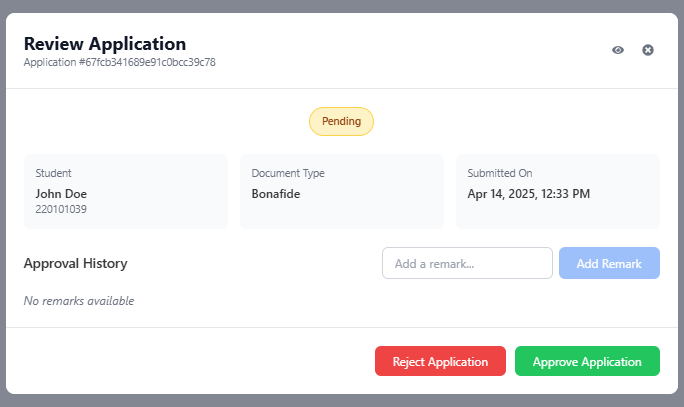 Review Application
Application #67fcb341689e91c0bcc39c78
Pending
Student
John Doe
220101039
Document Type
Bonafide
Submitted On
Apr 14, 2025, 12:33 PM
Approval History
Add a remark...
Add Remark
No remarks available
Reject Application
Approve Application